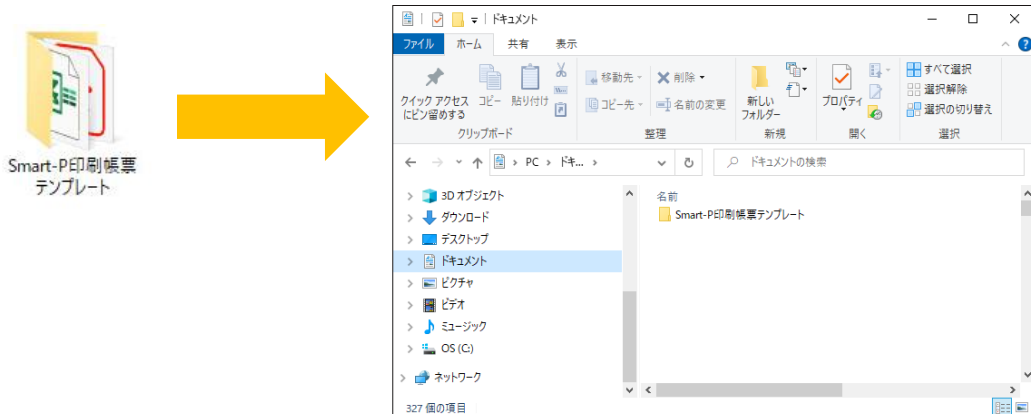 Smart-P印刷帳票
テンプレート
ドキュメント
ファイル ホーム 共有 表示
クイック アクセス
にピン留めする
コピー 貼り付け
移動先 削除
コピー先 名前の変更
新しい
フォルダー
プロパティ
すべて選択
選択解除
選択の切り替え
クリップボード 整理 新規 開く 選択
PC ドキ... ドキュメントの検索
3D オブジェクト
ダウンロード
デスクトップ
ドキュメント
ピクチャ
ビデオ
ミュージック
OS (C:)
ネットワーク
名前
Smart-P印刷帳票テンプレート
327 個の項目